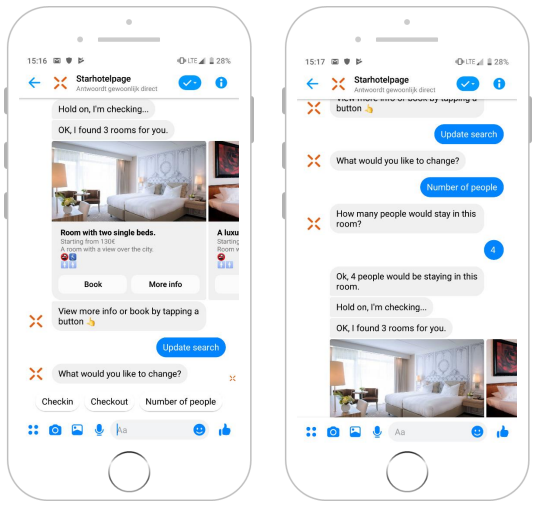 15:16
LTE
28%
Starhotelpage
Antwoordt gewoonlijk direct
Hold on, I'm checking...
OK, I found 3 rooms for you.
Room with two single beds.
Starting from 130€
A room with a view over the city.
Book
More info
A luxu
Starting
Room w
View more info or book by tapping a
button 👍
Update search
What would you like to change?
Checkin
Checkout
Number of people
Aa
15:17
LTE
28%
Starhotelpage
Antwoordt gewoonlijk direct
View more info or book by tapping a
button
Update search
What would you like to change?
Number of people
How many people would stay in this
room?
4
Ok, 4 people would be staying in this
room.
Hold on, I'm checking...
OK, I found 3 rooms for you.
Aa